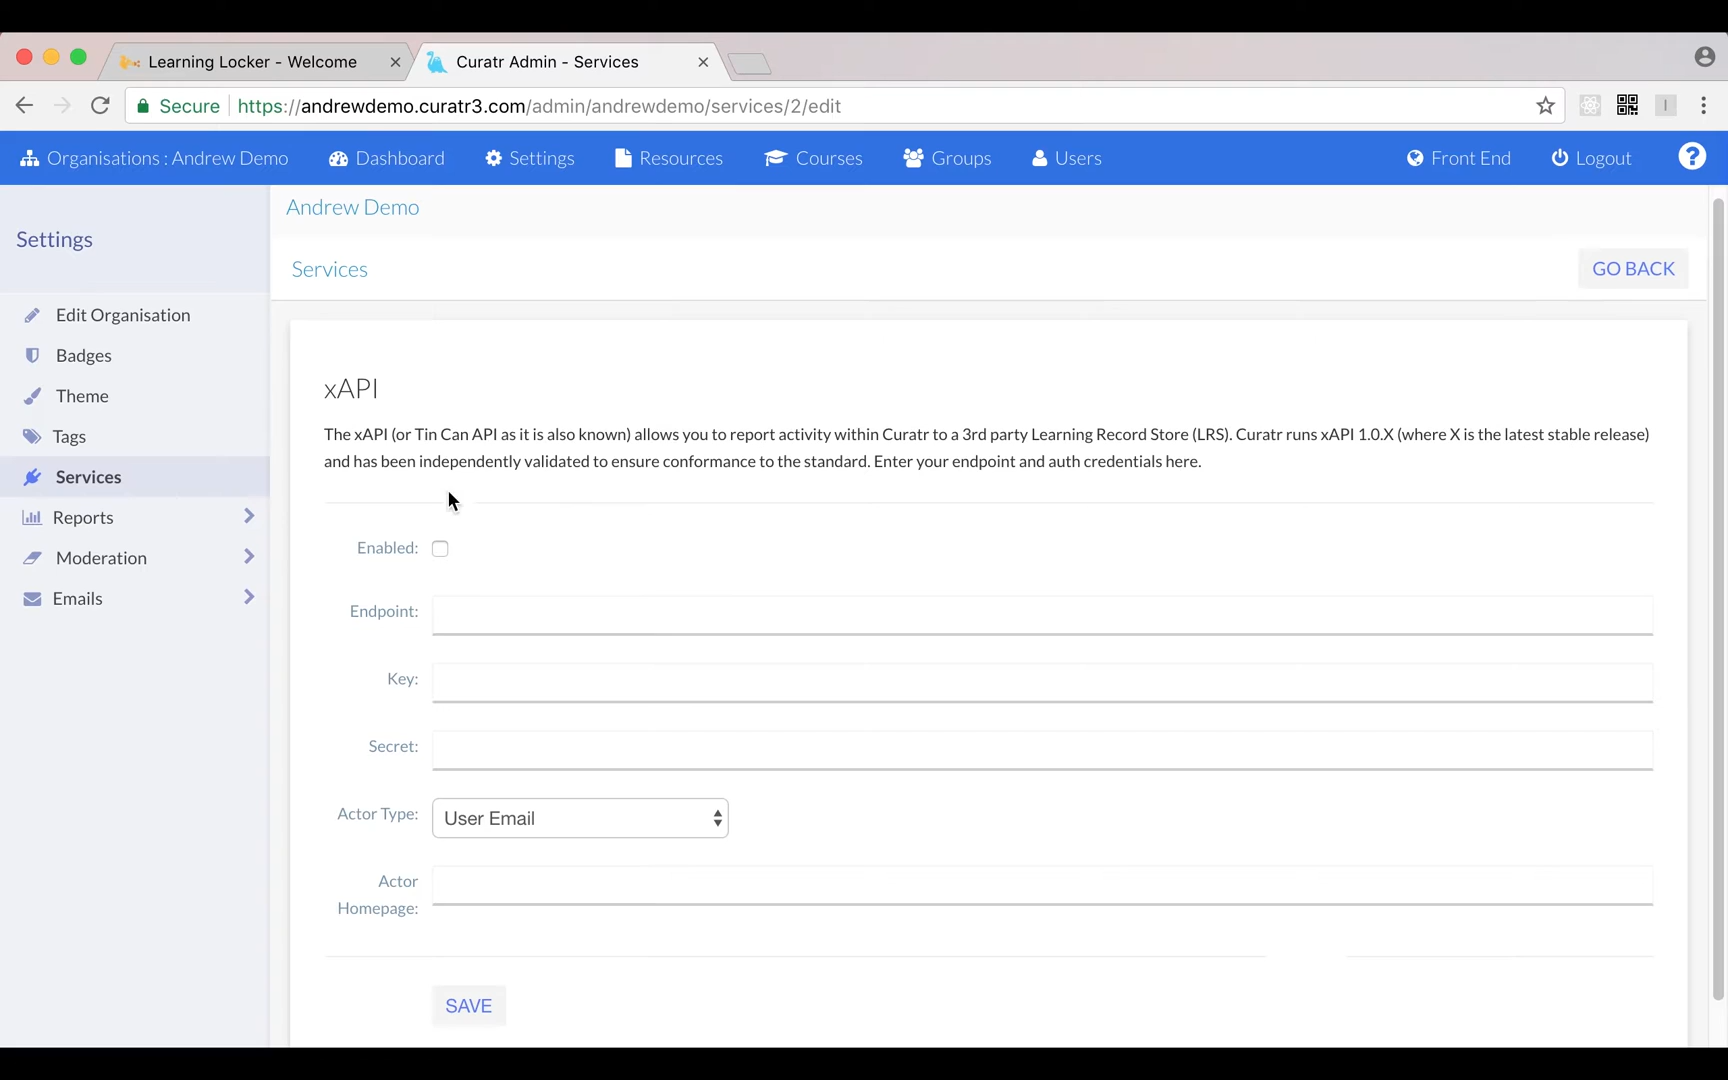 Learning Locker - Welcome
Curatr Admin - Services
Secure https://andrewdemo.curatr3.com/admin/andrewdemo/services/2/edit
Organisations : Andrew Demo Dashboard Settings Resources Courses Groups Users Front End Logout ?
Settings
Edit Organisation
Badges
Theme
Tags
Services
Reports
Moderation
Emails
Andrew Demo
Services
GO BACK
xAPI
The xAPI (or Tin Can API as it is also known) allows you to report activity within Curatr to a 3rd party Learning Record Store (LRS). Curatr runs xAPI 1.0.X (where X is the latest stable release)
and has been independently validated to ensure conformance to the standard. Enter your endpoint and auth credentials here.
Enabled:
Endpoint:
Key:
Secret:
Actor Type: User Email
Actor
Homepage:
SAVE